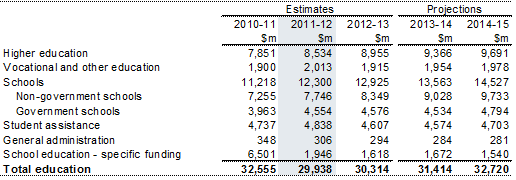 Estimates Projections
2010-11 2011-12 2012-13 2013-14 2014-15
$m $m $m $m $m
Higher education 7,851 8,534 8,955 9,366 9,691
Vocational and other education 1,900 2,013 1,915 1,954 1,978
Schools 11,218 12,300 12,925 13,563 14,527
Non-government schools 7,255 7,746 8,349 9,028 9,733
Government schools 3,963 4,554 4,576 4,534 4,794
Student assistance 4,737 4,838 4,607 4,574 4,703
General administration 348 306 294 284 281
School education - specific funding 6,501 1,946 1,618 1,672 1,540
Total education 32,555 29,938 30,314 31,414 32,720